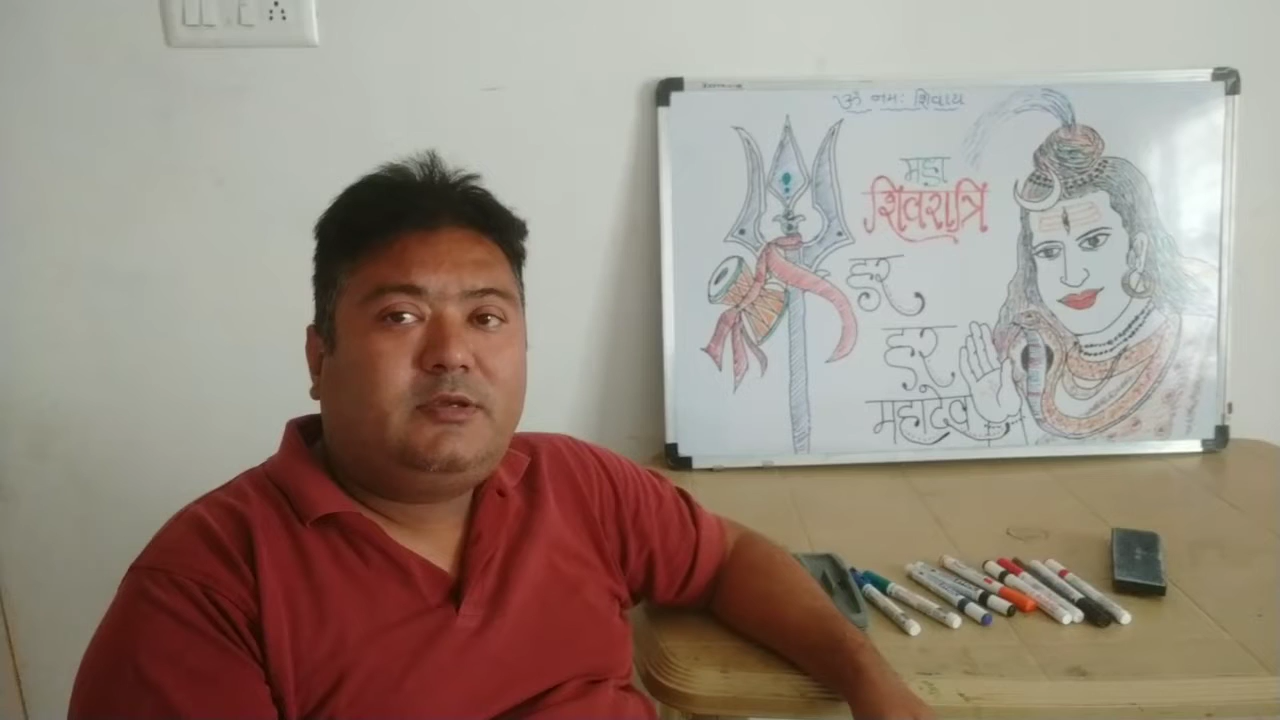 ॐ नमः शिवाय
महा
शिवरात्रि
हर
हर
महादेव